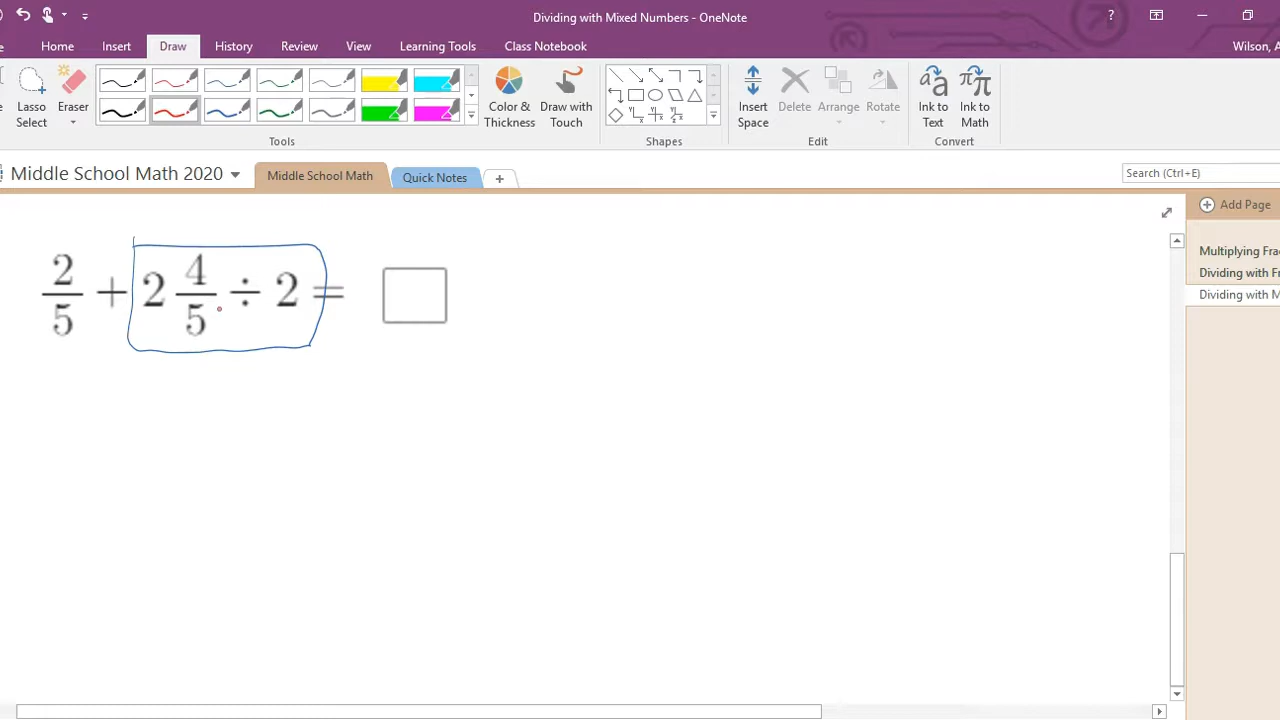 Dividing with Mixed Numbers - OneNote
?
Home Insert Draw History Review View Learning Tools Class Notebook
Wilson, A
Lasso Select
Eraser
Color & Thickness
Draw with Touch
Insert Space
Delete
Arrange
Rotate
Ink to Text
Ink to Math
Tools
Shapes
Edit
Convert
Middle School Math 2020
Middle School Math
Quick Notes
+
Search (Ctrl+E)
Add Page
Multiplying Fra
Dividing with Fr
Dividing with M
2/5 + 2 4/5 ÷ 2 =